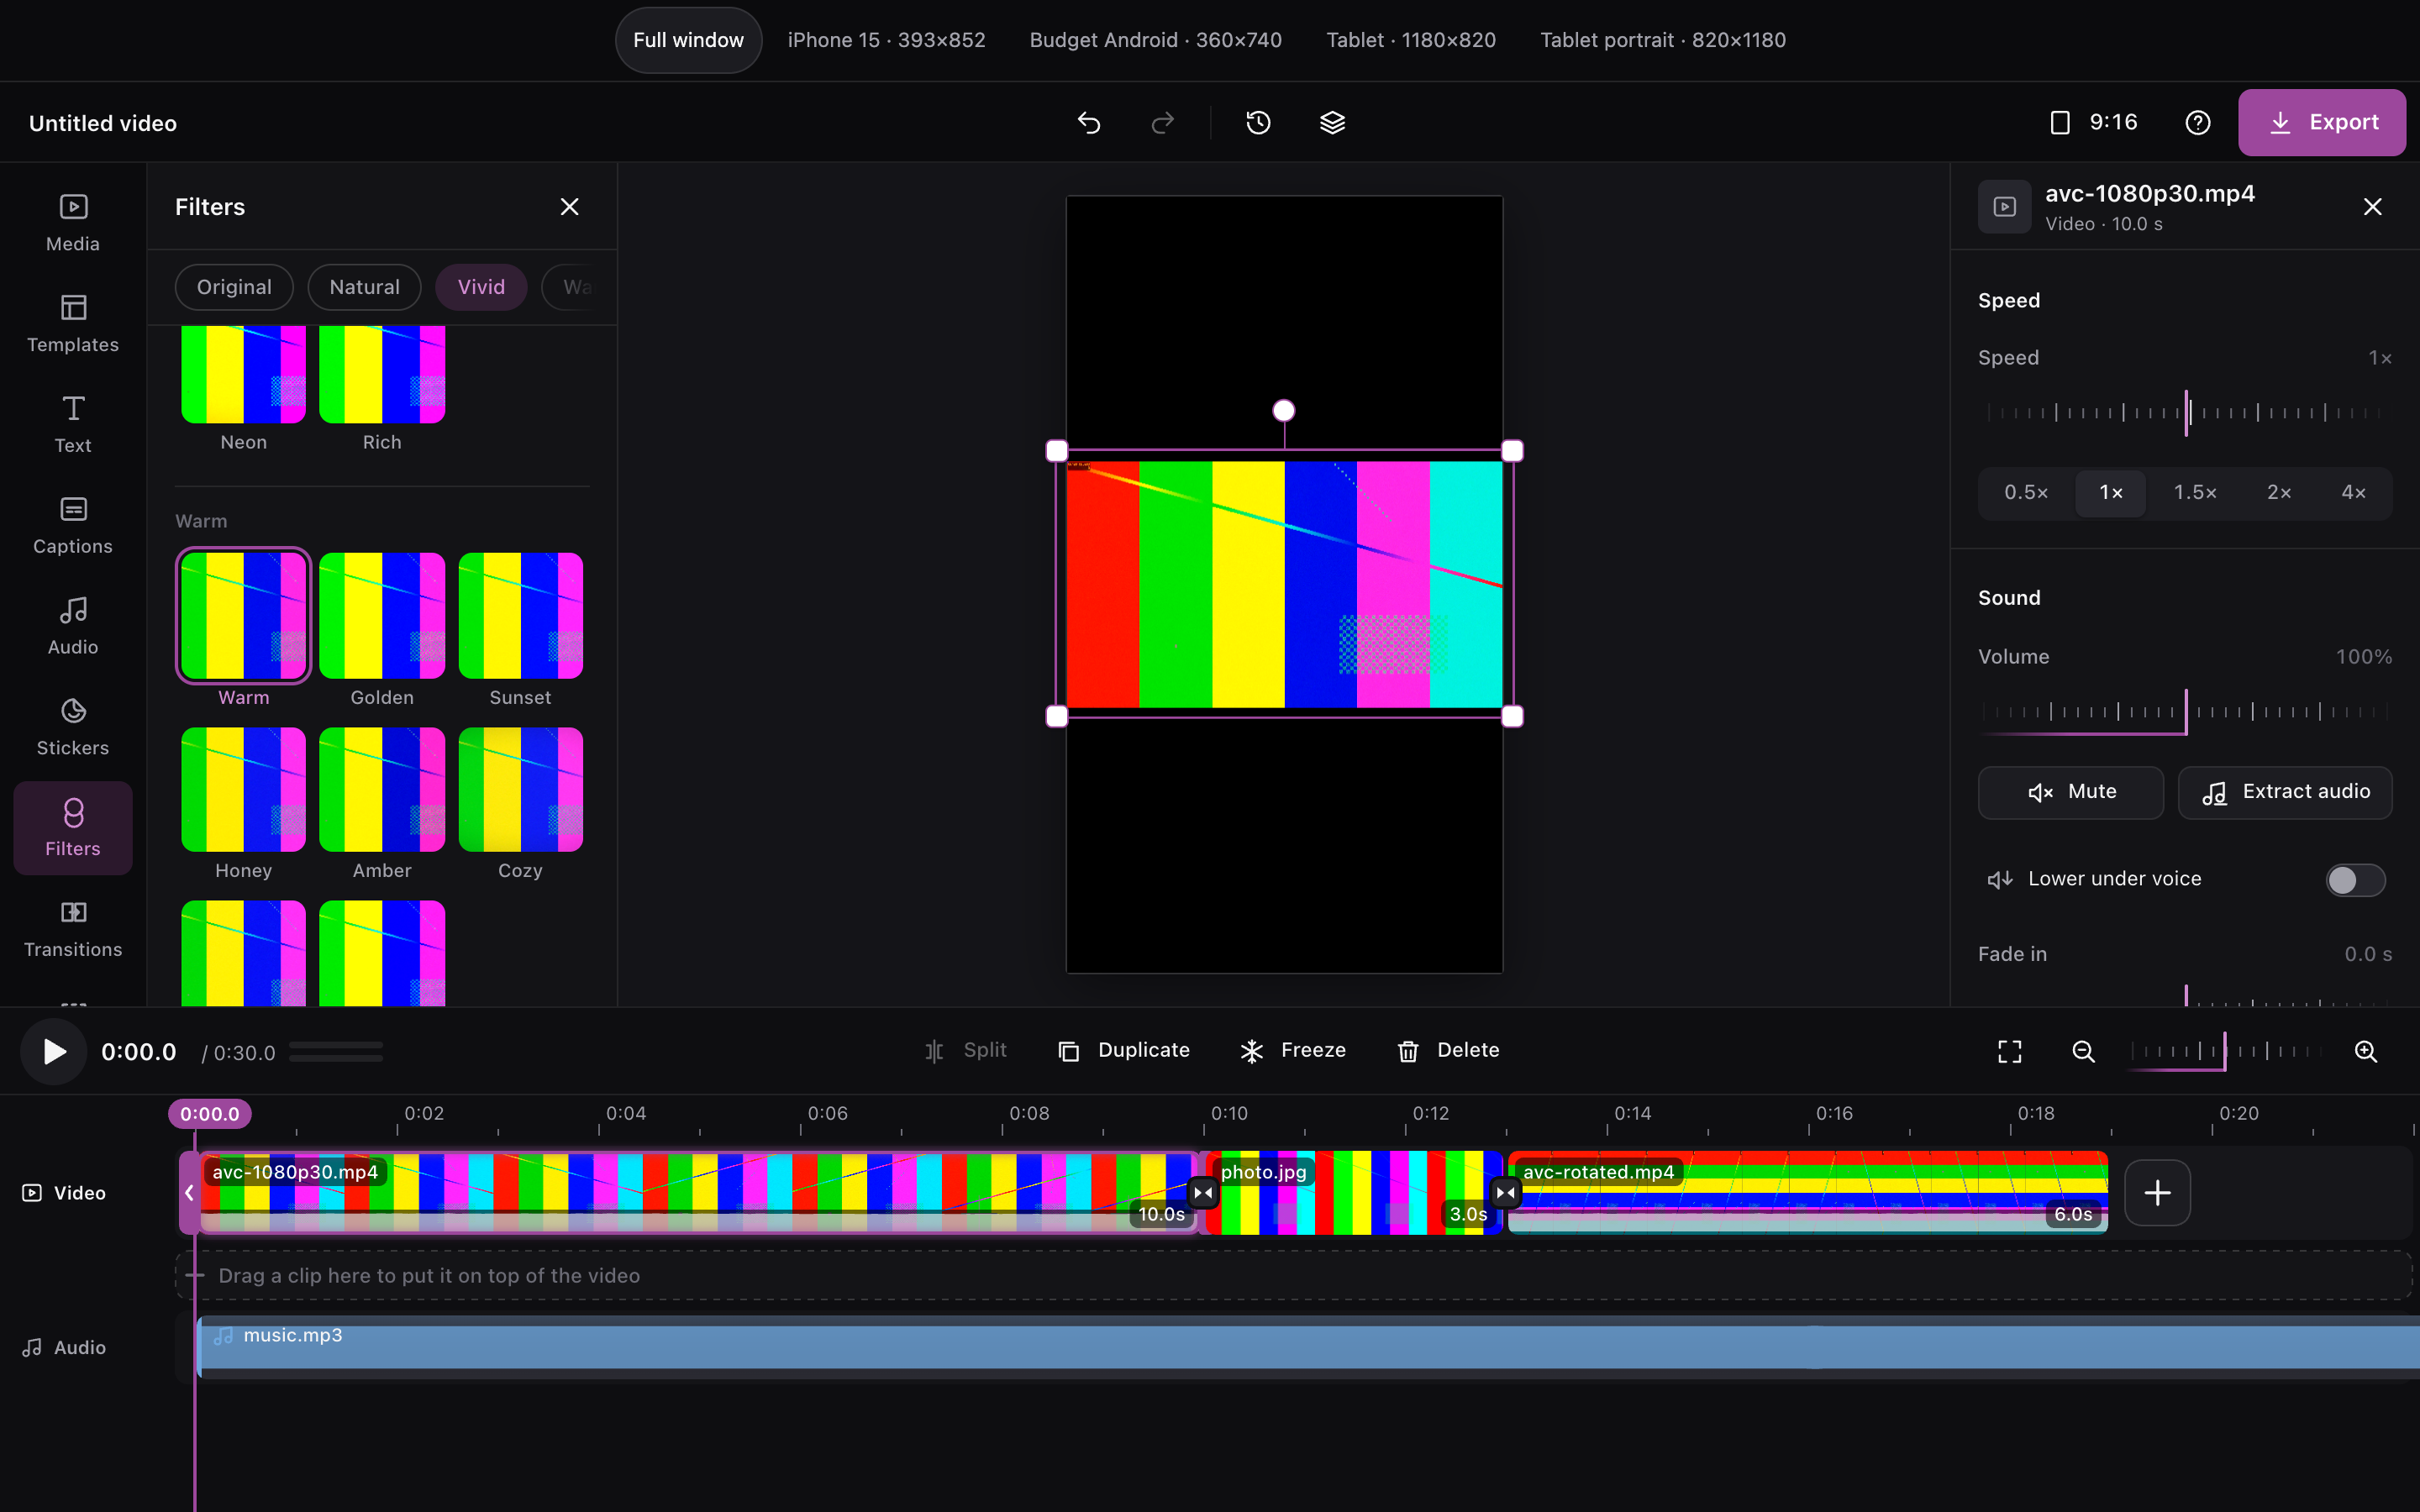 Full window
iPhone 15 · 393×852
Budget Android · 360×740
Tablet · 1180×820
Tablet portrait · 820×1180
Untitled video
9:16
Export
Media
Templates
Text
Captions
Audio
Stickers
Filters
Transitions
Filters
Original
Natural
Vivid
Neon
Rich
Warm
Warm
Golden
Sunset
Honey
Amber
Cozy
avc-1080p30.mp4
Video · 10.0 s
Speed
Speed 1×
0.5× 1× 1.5× 2× 4×
Sound
Volume 100%
Mute
Extract audio
Lower under voice
Fade in 0.0 s
0:00.0 / 0:30.0
Split
Duplicate
Freeze
Delete
0:00.0 0:02 0:04 0:06 0:08 0:10 0:12 0:14 0:16 0:18 0:20
Video
avc-1080p30.mp4
10.0s
photo.jpg
3.0s
avc-rotated.mp4
6.0s
Drag a clip here to put it on top of the video
Audio
music.mp3